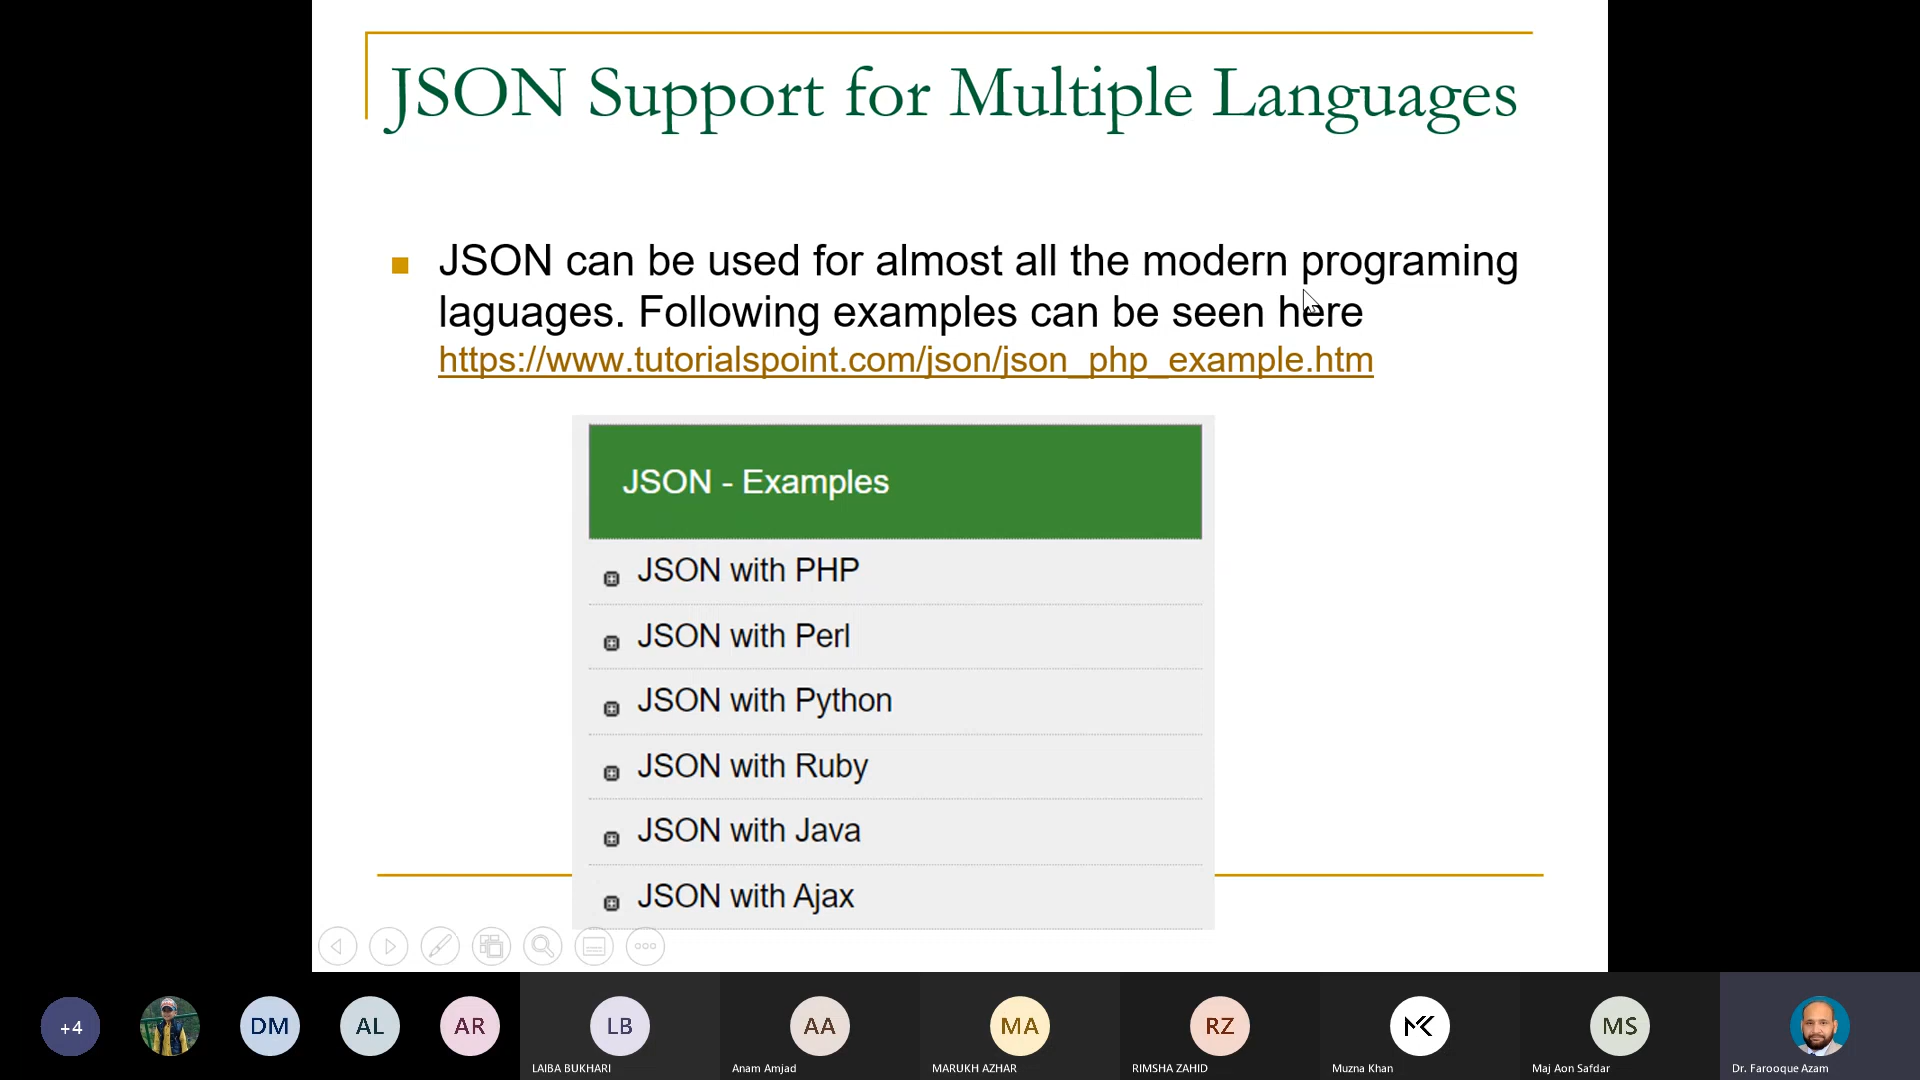 JSON Support for Multiple Languages
JSON can be used for almost all the modern programing
laguages. Following examples can be seen here
https://www.tutorialspoint.com/json/json_php_example.htm
JSON - Examples
JSON with PHP
JSON with Perl
JSON with Python
JSON with Ruby
JSON with Java
JSON with Ajax
+4
DM
AL
AR
LB
AA
MA
RZ
MK
MS
LAIBA BUKHARI
Anam Amjad
MARUKH AZHAR
RIMSHA ZAHID
Muzna Khan
Maj Aon Safdar
Dr. Farooque Azam